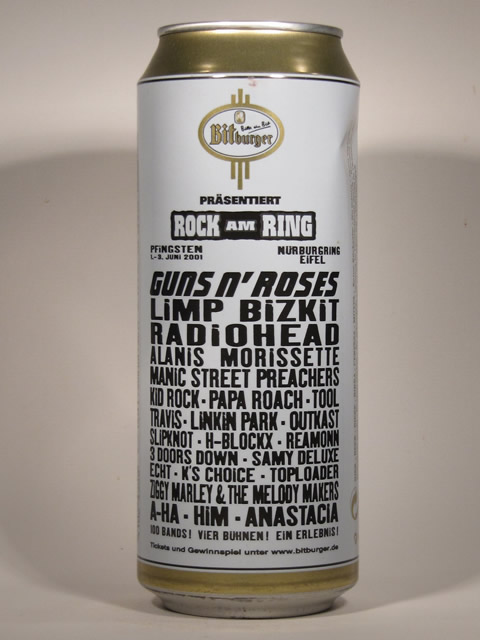 Bitte ein Bit
Bitburger
PRÄSENTIERT
ROCK AM RING
PFiNGSTEN
1.-3. JUNI 2001
NÜRBURGRING
EiFEL
GUNS N' ROSES
LiMP BiZKiT
RADiOHEAD
ALANiS MORiSSETTE
MANiC STREET PREACHERS
KiD ROCK · PAPA ROACH · TOOL
TRAVIS · LiNKiN PARK · OUTKAST
SLIPKNOT · H-BLOCKX · REAMONN
3 DOORS DOWN · SAMY DELUXE
ECHT · K'S CHOICE · TOPLOADER
ZIGGY MARLEY & THE MELODY MAKERS
A-HA · HiM · ANASTACIA
100 BANDS! VIER BÜHNEN! EIN ERLEBNIS!
Tickets und Gewinnspiel unter www.bitburger.de